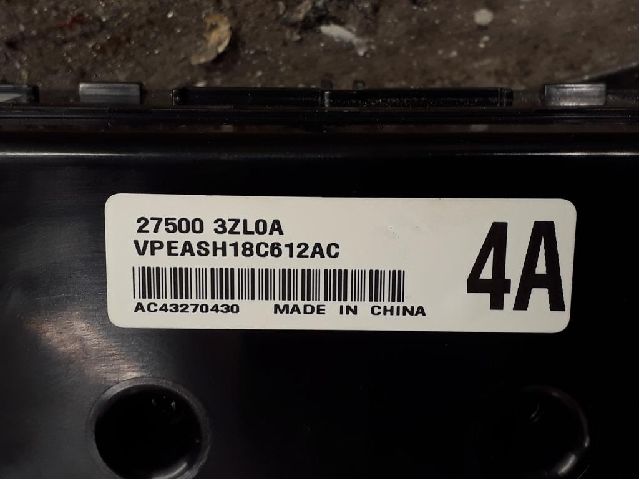 27500 3ZL0A
VPEASH18C612AC
4A
AC43270430 MADE IN CHINA